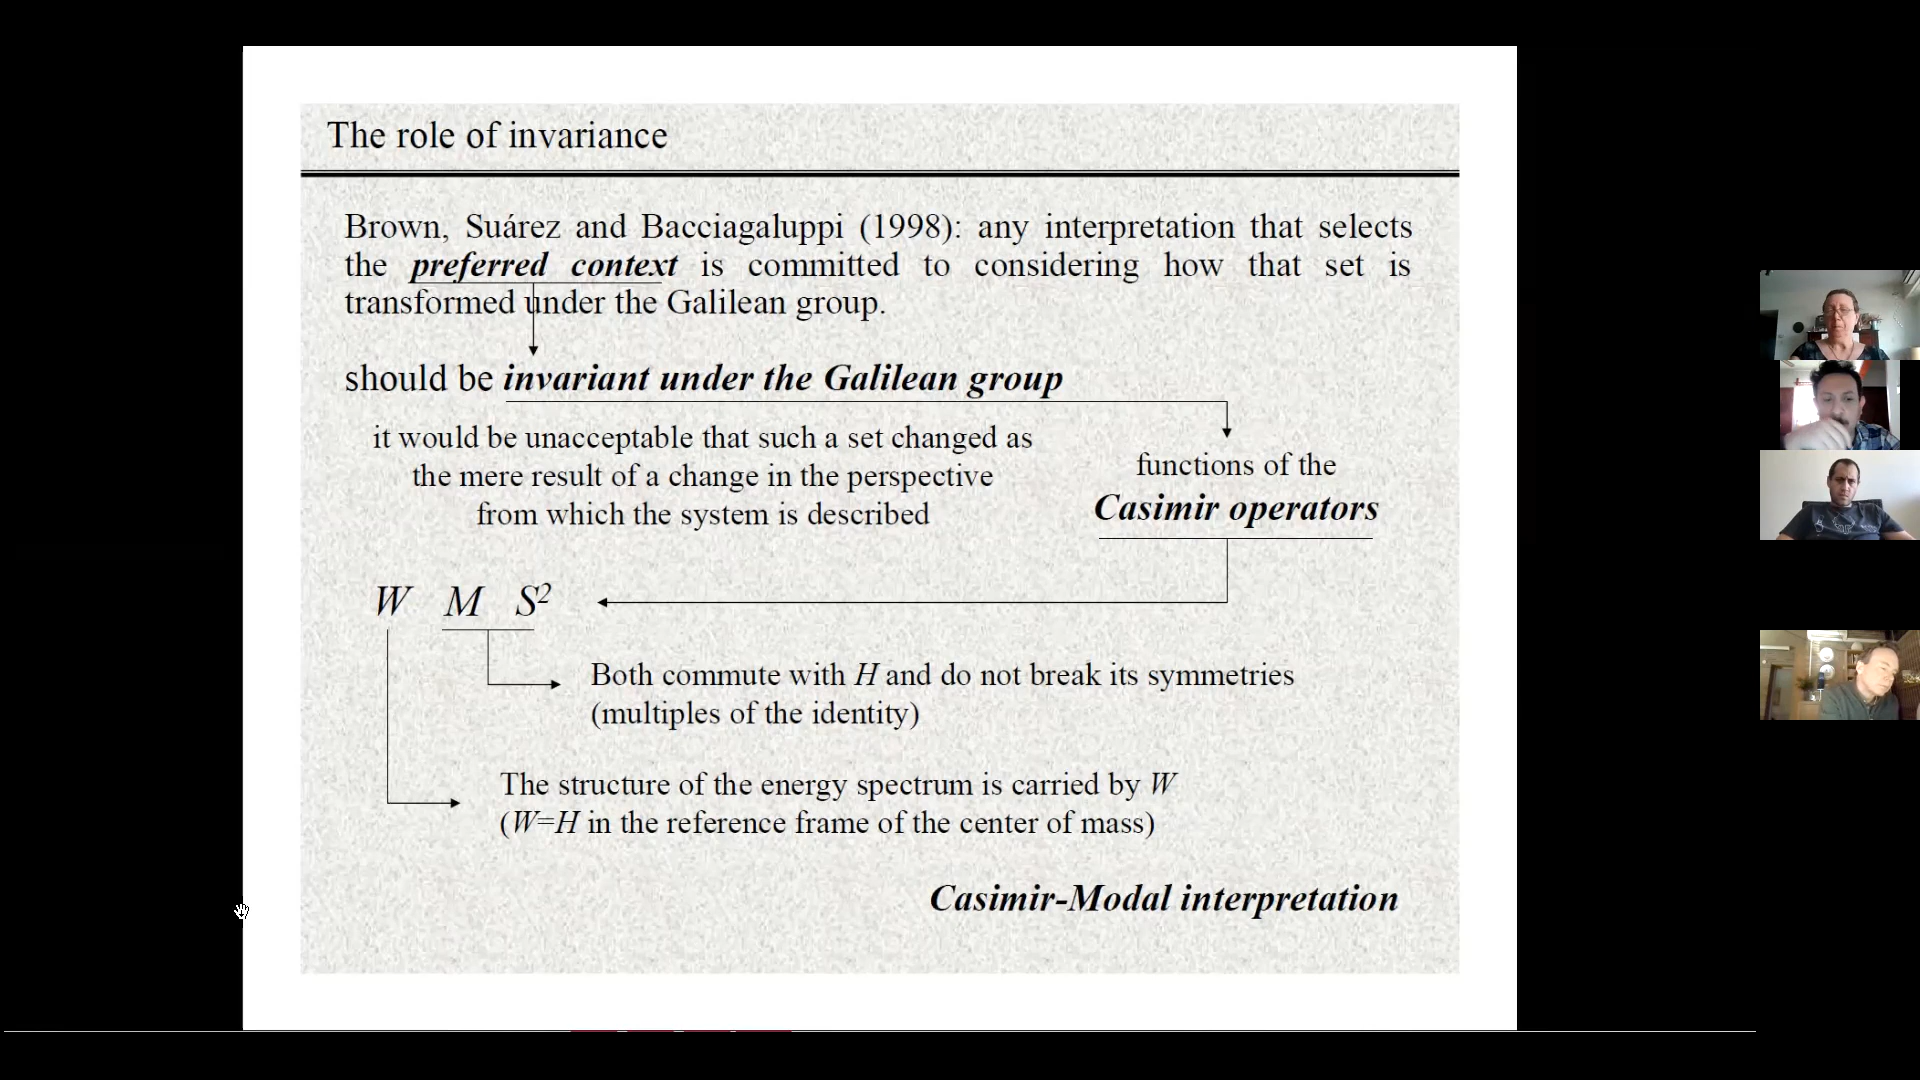 The role of invariance
Brown, Suárez and Bacciagaluppi (1998): any interpretation that selects
the preferred context is committed to considering how that set is
transformed under the Galilean group.
should be invariant under the Galilean group
it would be unacceptable that such a set changed as
the mere result of a change in the perspective
from which the system is described
functions of the
Casimir operators
W M S²
Both commute with H and do not break its symmetries
(multiples of the identity)
The structure of the energy spectrum is carried by W
(W=H in the reference frame of the center of mass)
Casimir-Modal interpretation